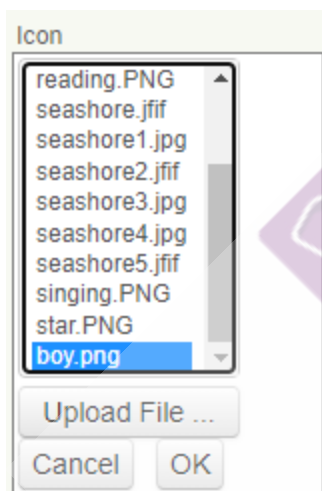 Icon
reading.PNG
seashore.jfif
seashore1.jpg
seashore2.jfif
seashore3.jpg
seashore4.jpg
seashore5.jfif
singing.PNG
star.PNG
boy.png
Upload File ...
Cancel OK